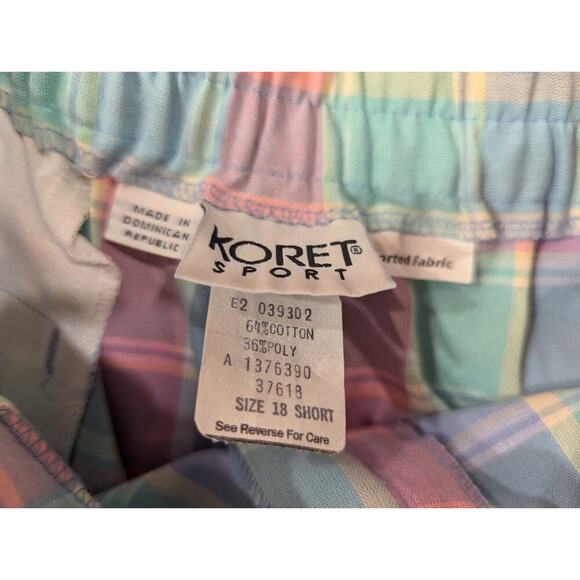 MADE IN
DOMINICAN
REPUBLIC
KORET®
SPORT
orted Fabric
E2 039302
64%COTTON
36%POLY
A 1376390
37618
SIZE 18 SHORT
See Reverse For Care